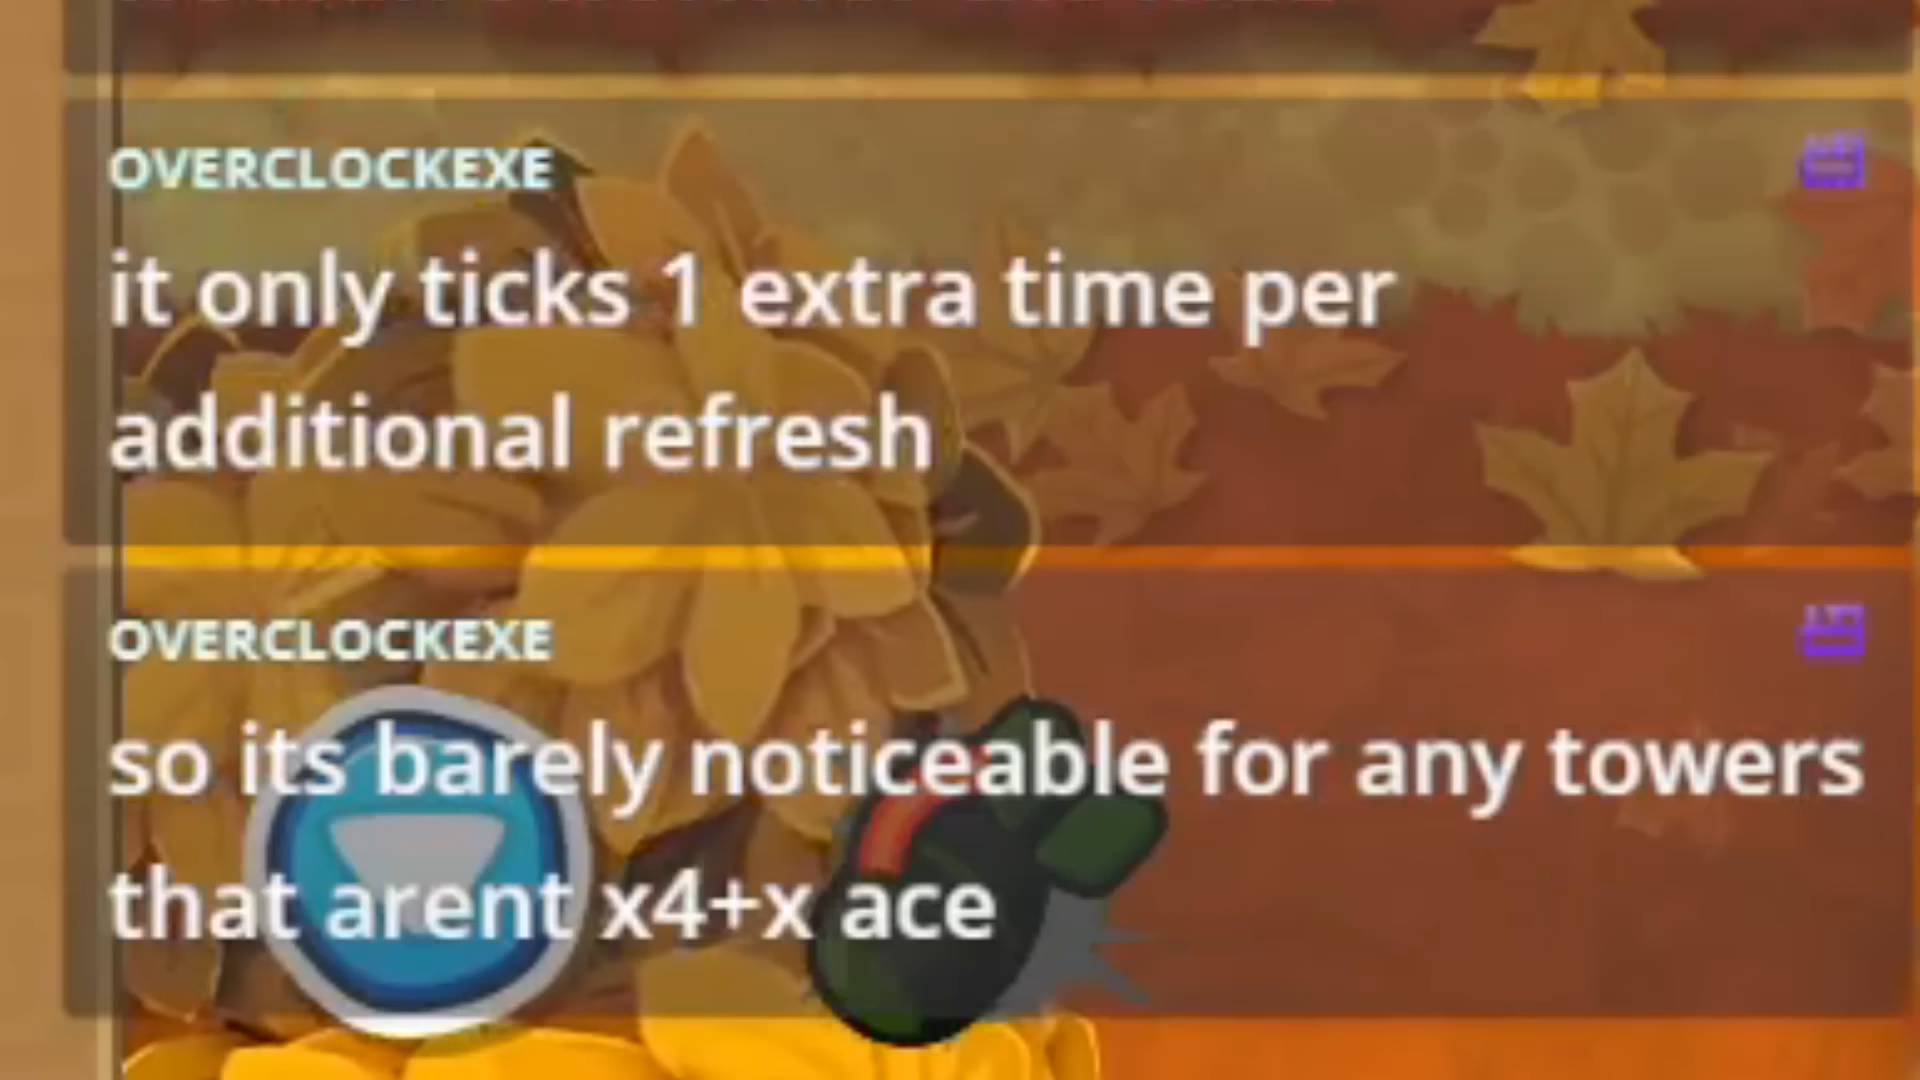 OVERCLOCKEXE
it only ticks 1 extra time per
additional refresh
OVERCLOCKEXE
so its barely noticeable for any towers
that arent x4+x ace